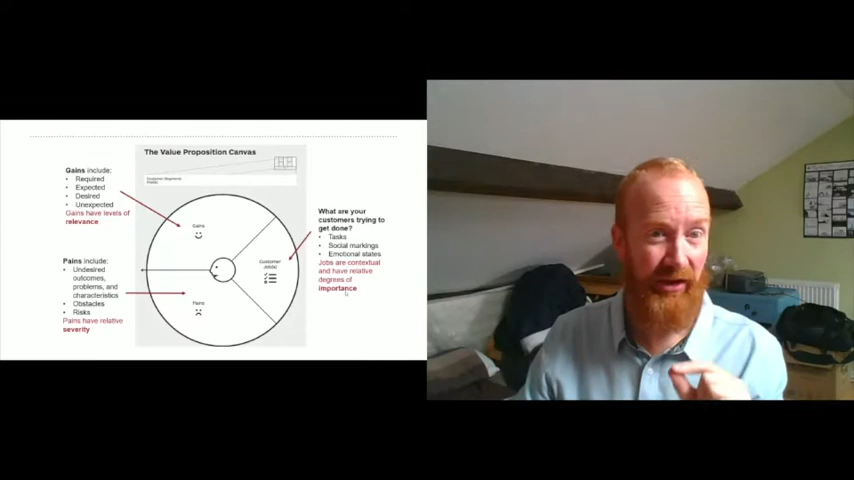 The Value Proposition Canvas
Gains include:
• Required
• Expected
• Desired
• Unexpected
Gains have levels of
relevance
Pains include:
• Undesired
outcomes,
problems, and
characteristics
• Obstacles
• Risks
Pains have relative
severity
Gains
Pains
Customer
Job(s)
What are your
customers trying to
get done?
• Tasks
• Social markings
• Emotional states
Jobs are contextual
and have relative
degrees of
importance